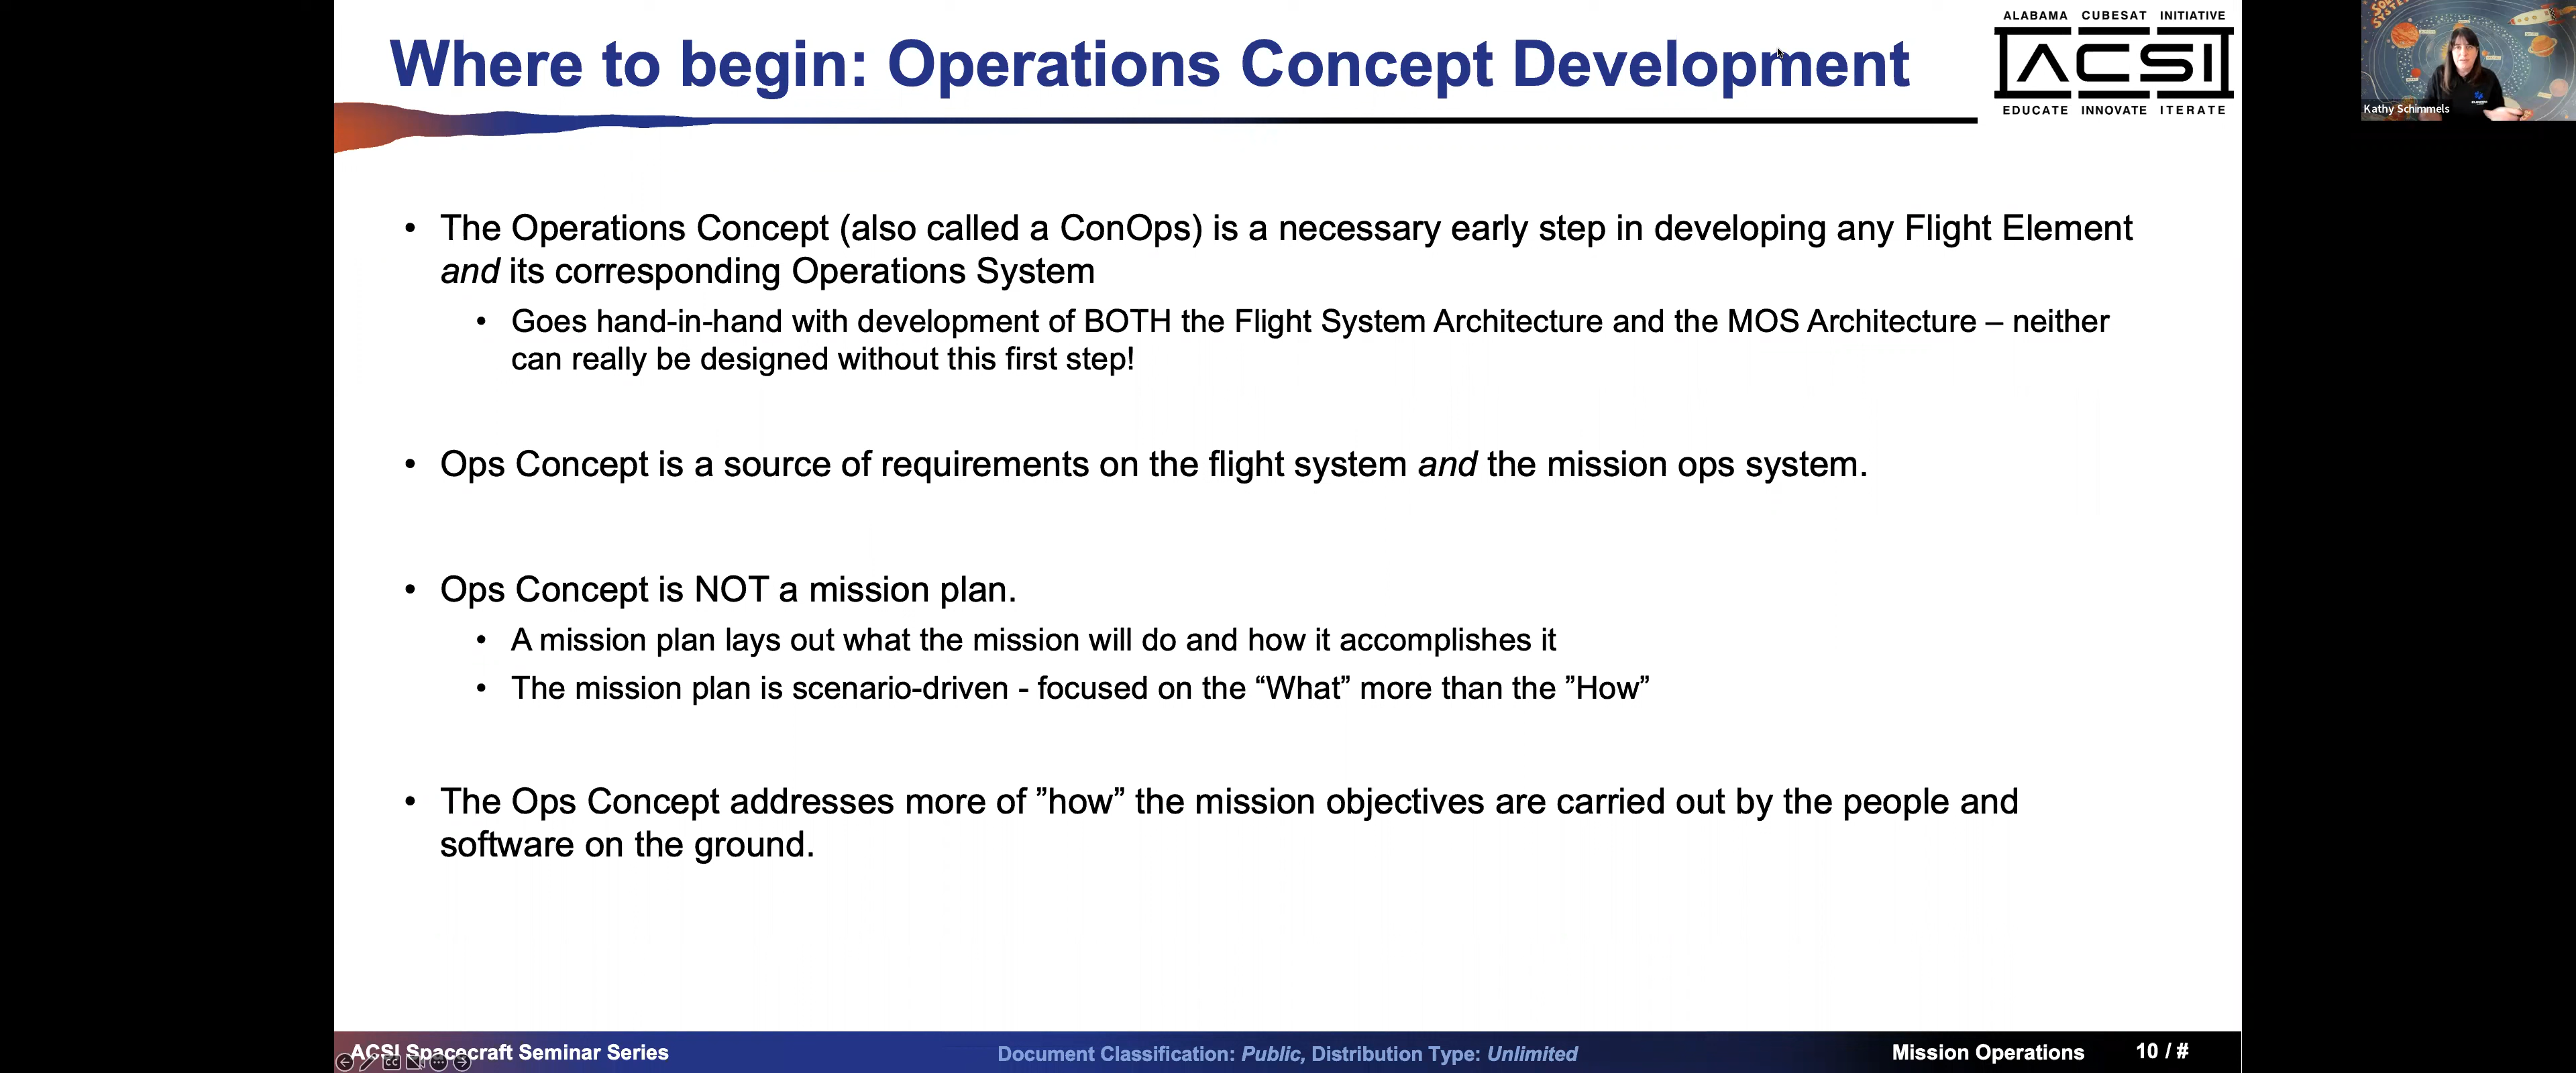 Where to begin: Operations Concept Development
ALABAMA CUBESAT INITIATIVE
ACSI
EDUCATE INNOVATE ITERATE
Kathy Schimmels
• The Operations Concept (also called a ConOps) is a necessary early step in developing any Flight Element
and its corresponding Operations System
• Goes hand-in-hand with development of BOTH the Flight System Architecture and the MOS Architecture – neither
can really be designed without this first step!
• Ops Concept is a source of requirements on the flight system and the mission ops system.
• Ops Concept is NOT a mission plan.
• A mission plan lays out what the mission will do and how it accomplishes it
• The mission plan is scenario-driven - focused on the “What” more than the ”How”
• The Ops Concept addresses more of ”how” the mission objectives are carried out by the people and
software on the ground.
ACSI Spacecraft Seminar Series
Document Classification: Public, Distribution Type: Unlimited
Mission Operations
10 / #